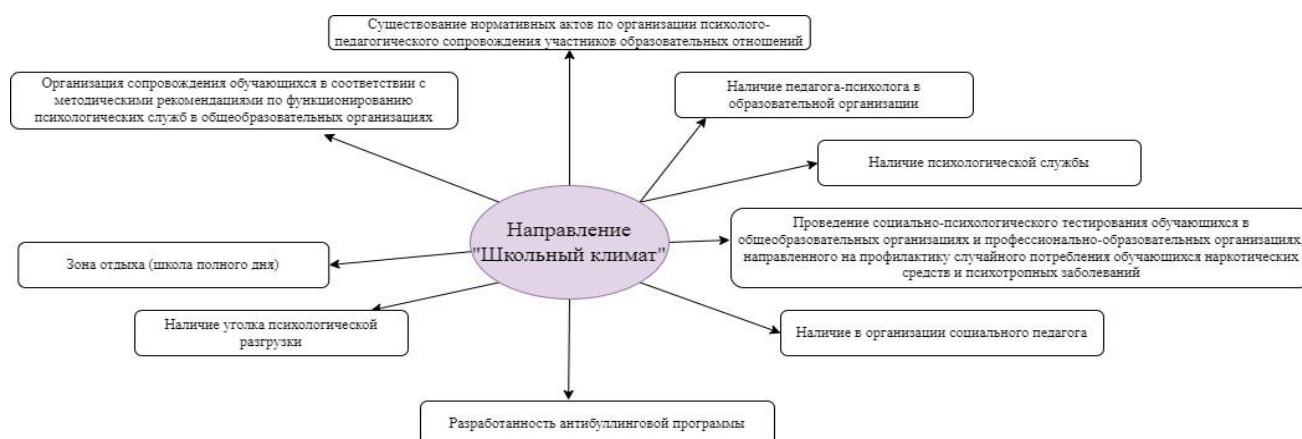 Существование нормативных актов по организации психолого-
педагогического сопровождения участников образовательных отношений
Организация сопровождения обучающихся в соответствии с
методическими рекомендациями по функционированию
психологических служб в общеобразовательных организациях
Наличие педагога-психолога в
образовательной организации
Наличие психологической службы
Направление
"Школьный климат"
Проведение социально-психологического тестирования обучающихся в
общеобразовательных организациях и профессионально-образовательных организациях,
направленного на профилактику случайного потребления обучающихся наркотических
средств и психотропных заболеваний
Зона отдыха (школа полного дня)
Наличие уголка психологической
разгрузки
Наличие в организации социального педагога
Разработанность антибуллинговой программы